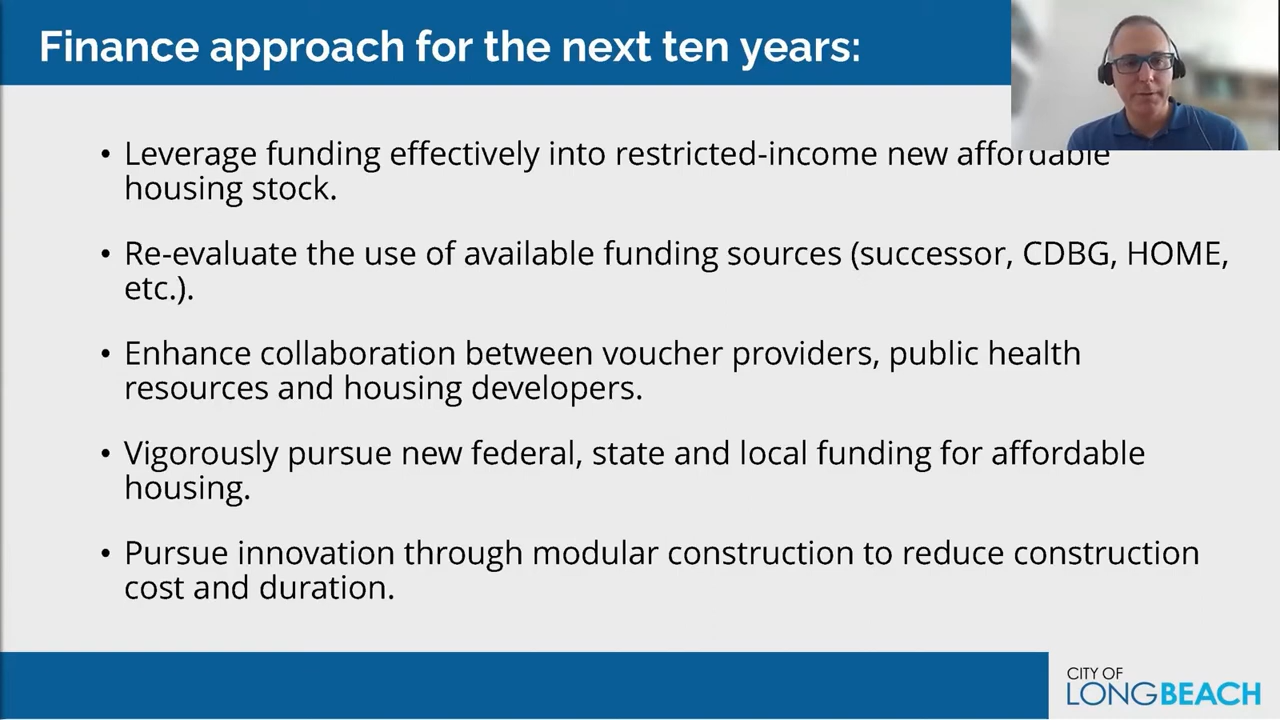 Finance approach for the next ten years:
• Leverage funding effectively into restricted-income new affordable
housing stock.
• Re-evaluate the use of available funding sources (successor, CDBG, HOME,
etc.).
• Enhance collaboration between voucher providers, public health
resources and housing developers.
• Vigorously pursue new federal, state and local funding for affordable
housing.
• Pursue innovation through modular construction to reduce construction
cost and duration.
CITY OF
LONGBEACH